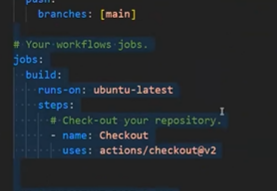 push:
branches: [main]
# Your workflows jobs.
jobs:
build:
runs-on: ubuntu-latest
steps:
# Check-out your repository.
- name: Checkout
uses: actions/checkout@v2